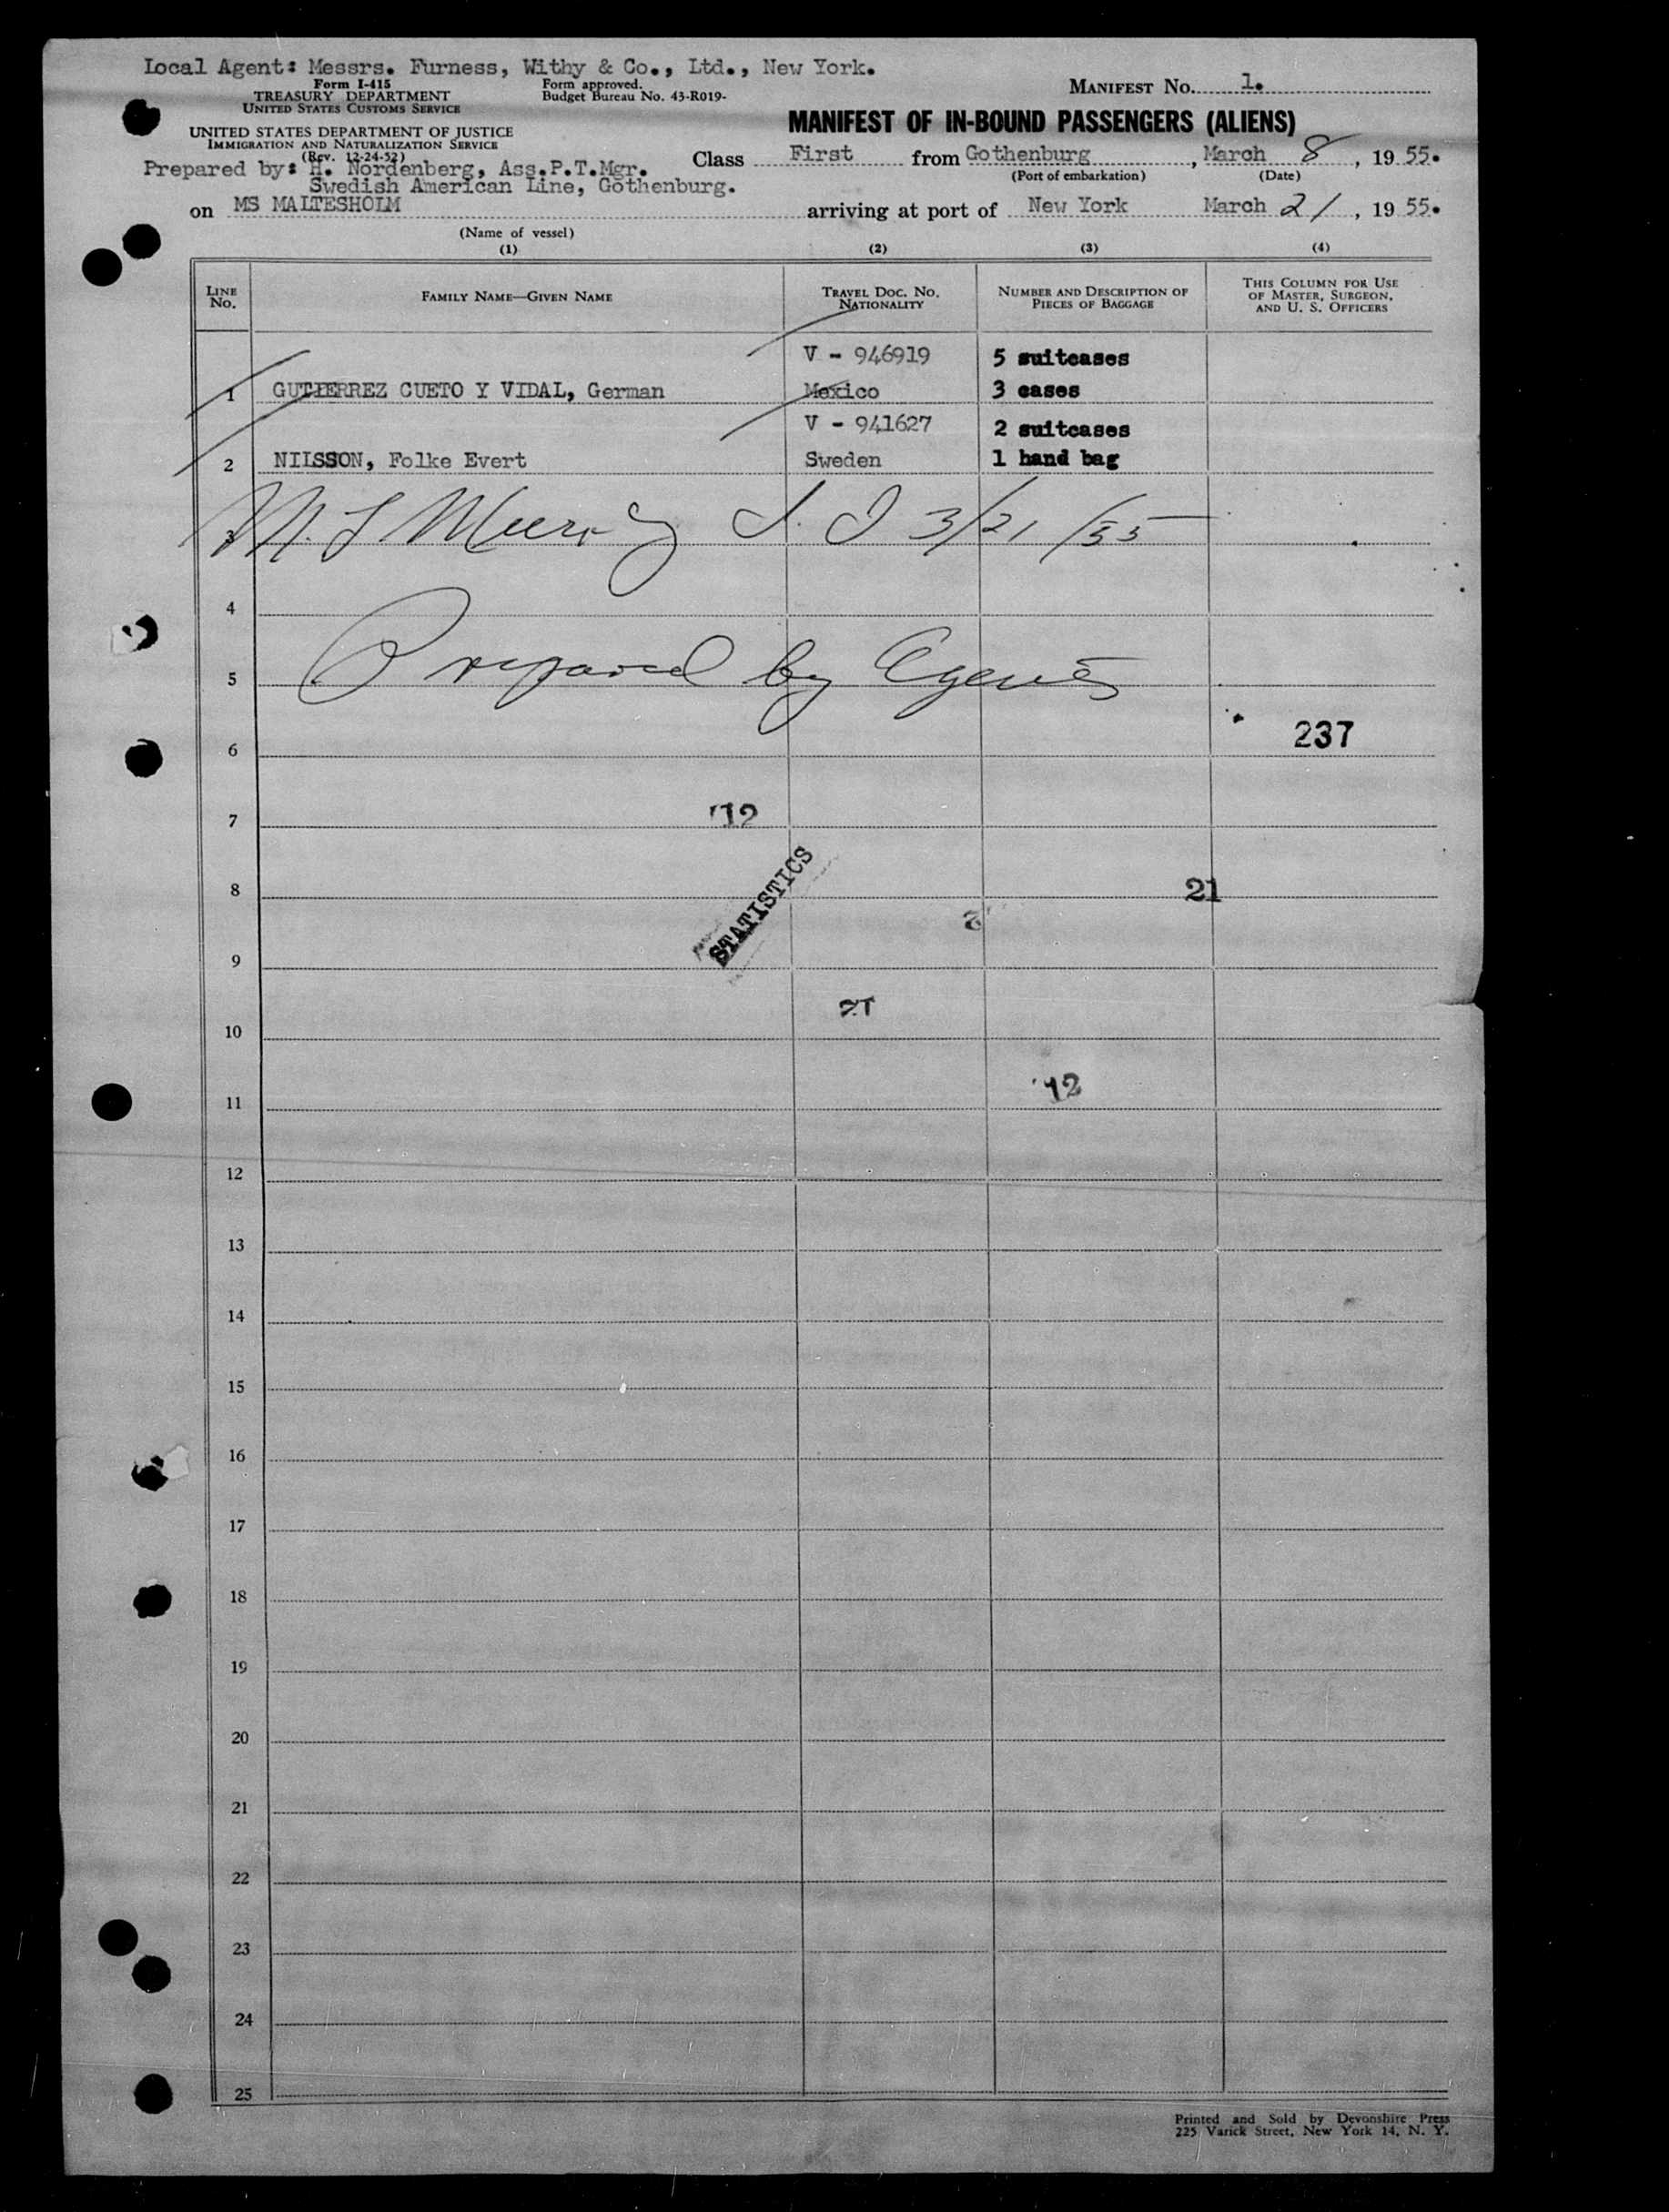 Local Agent: Messrs. Furness, Withy & Co., Ltd., New York.
Form I-415
TREASURY DEPARTMENT
UNITED STATES CUSTOMS SERVICE
Form approved.
Budget Bureau No. 43-R019-
MANIFEST No. 1.
UNITED STATES DEPARTMENT OF JUSTICE
IMMIGRATION AND NATURALIZATION SERVICE
(Rev. 12-24-52)
MANIFEST OF IN-BOUND PASSENGERS (ALIENS)
Prepared by: H. Nordenberg, Ass.P.T.Mgr.
Swedish American Line, Gothenburg.
Class First from Gothenburg, March 8, 19 55.
(Port of embarkation) (Date)
on MS MALTESHOLM arriving at port of New York March 21, 19 55.
(Name of vessel)
(1) (2) (3) (4)
LINE No.
FAMILY NAME—GIVEN NAME
TRAVEL DOC. NO. NATIONALITY
NUMBER AND DESCRIPTION OF PIECES OF BAGGAGE
THIS COLUMN FOR USE OF MASTER, SURGEON, AND U. S. OFFICERS
V - 946919 5 suitcases
1 GUTIERREZ CUETO Y VIDAL, German Mexico 3 cases
V - 941627 2 suitcases
2 NILSSON, Folke Evert Sweden 1 hand bag
3 3/21/55
4
5 Prepared by Agents
237
6
7 12
STATISTICS
8 21
9
10
11 12
12
13
14
15
16
17
18
19
20
21
22
23
24
25
Printed and Sold by Devonshire Press
225 Varick Street, New York 14, N. Y.